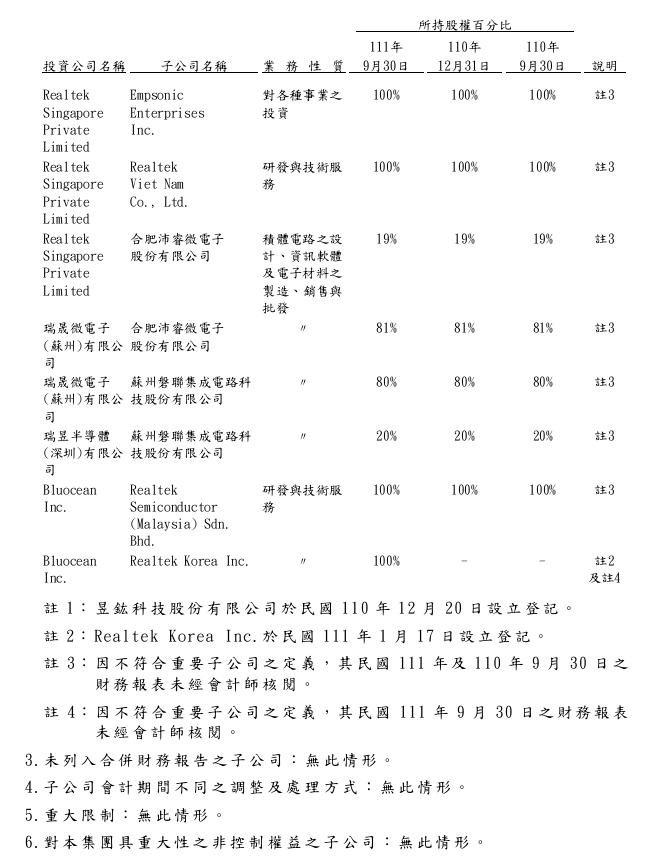 所持股權百分比
111年 110年 110年
投資公司名稱 子公司名稱 業務性質 9月30日 12月31日 9月30日 說明
Realtek Empsonic 對各種事業之 100% 100% 100% 註3
Singapore Enterprises 投資
Private Inc.
Limited
Realtek Realtek 研發與技術服 100% 100% 100% 註3
Singapore Viet Nam 務
Private Co., Ltd.
Limited
Realtek 合肥沛睿微電子 積體電路之設 19% 19% 19% 註3
Singapore 股份有限公司 計、資訊軟體
Private 及電子材料之
Limited 製造、銷售與
批發
瑞晟微電子 合肥沛睿微電子 〃 81% 81% 81% 註3
(蘇州)有限公 股份有限公司
司
瑞晟微電子 蘇州磐聯集成電路科 〃 80% 80% 80% 註3
(蘇州)有限公 技股份有限公司
司
瑞昱半導體 蘇州磐聯集成電路科 〃 20% 20% 20% 註3
(深圳)有限公 技股份有限公司
司
Bluocean Realtek 研發與技術服 100% 100% 100% 註3
Inc. Semiconductor 務
(Malaysia) Sdn.
Bhd.
Bluocean Realtek Korea Inc. 〃 100% - - 註2
Inc. 及註4
註 1：昱鈜科技股份有限公司於民國 110 年 12 月 20 日設立登記。
註 2：Realtek Korea Inc.於民國 111 年 1 月 17 日設立登記。
註 3：因不符合重要子公司之定義，其民國 111 年及 110 年 9 月 30 日之
財務報表未經會計師核閱。
註 4：因不符合重要子公司之定義，其民國 111 年 9 月 30 日之財務報表
未經會計師核閱。
3.未列入合併財務報告之子公司：無此情形。
4.子公司會計期間不同之調整及處理方式：無此情形。
5.重大限制：無此情形。
6.對本集團具重大性之非控制權益之子公司：無此情形。